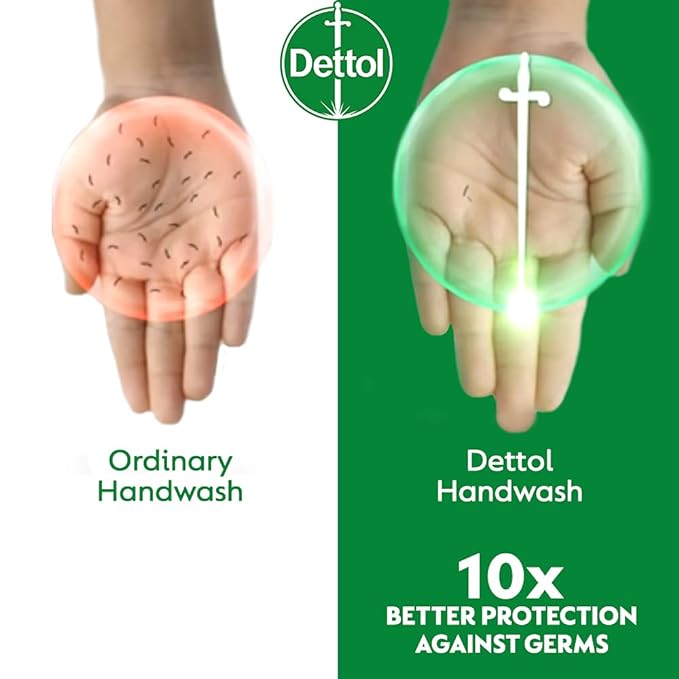 Dettol
Ordinary
Handwash
Dettol
Handwash
10x
BETTER PROTECTION
AGAINST GERMS